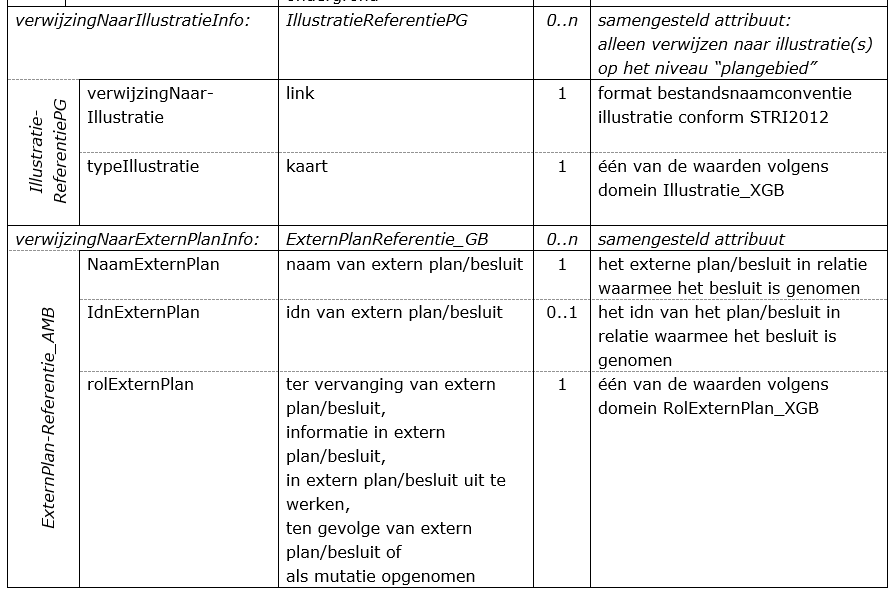 verwijzingNaarIllustratieInfo: IllustratieReferentiePG 0..n samengesteld attribuut:
alleen verwijzen naar illustratie(s)
op het niveau “plangebied”
Illustratie-
ReferentiePG
verwijzingNaar- link 1 format bestandsnaamconventie
Illustratie illustratie conform STRI2012
typeIllustratie kaart 1 één van de waarden volgens
domein Illustratie_XGB
verwijzingNaarExternPlanInfo: ExternPlanReferentie_GB 0..n samengesteld attribuut
ExternPlan-Referentie_AMB
NaamExternPlan naam van extern plan/besluit 1 het externe plan/besluit in relatie
waarmee het besluit is genomen
IdnExternPlan idn van extern plan/besluit 0..1 het idn van het plan/besluit in
relatie waarmee het besluit is
genomen
rolExternPlan ter vervanging van extern 1 één van de waarden volgens
plan/besluit, domein RolExternPlan_XGB
informatie in extern
plan/besluit,
in extern plan/besluit uit te
werken,
ten gevolge van extern
plan/besluit of
als mutatie opgenomen